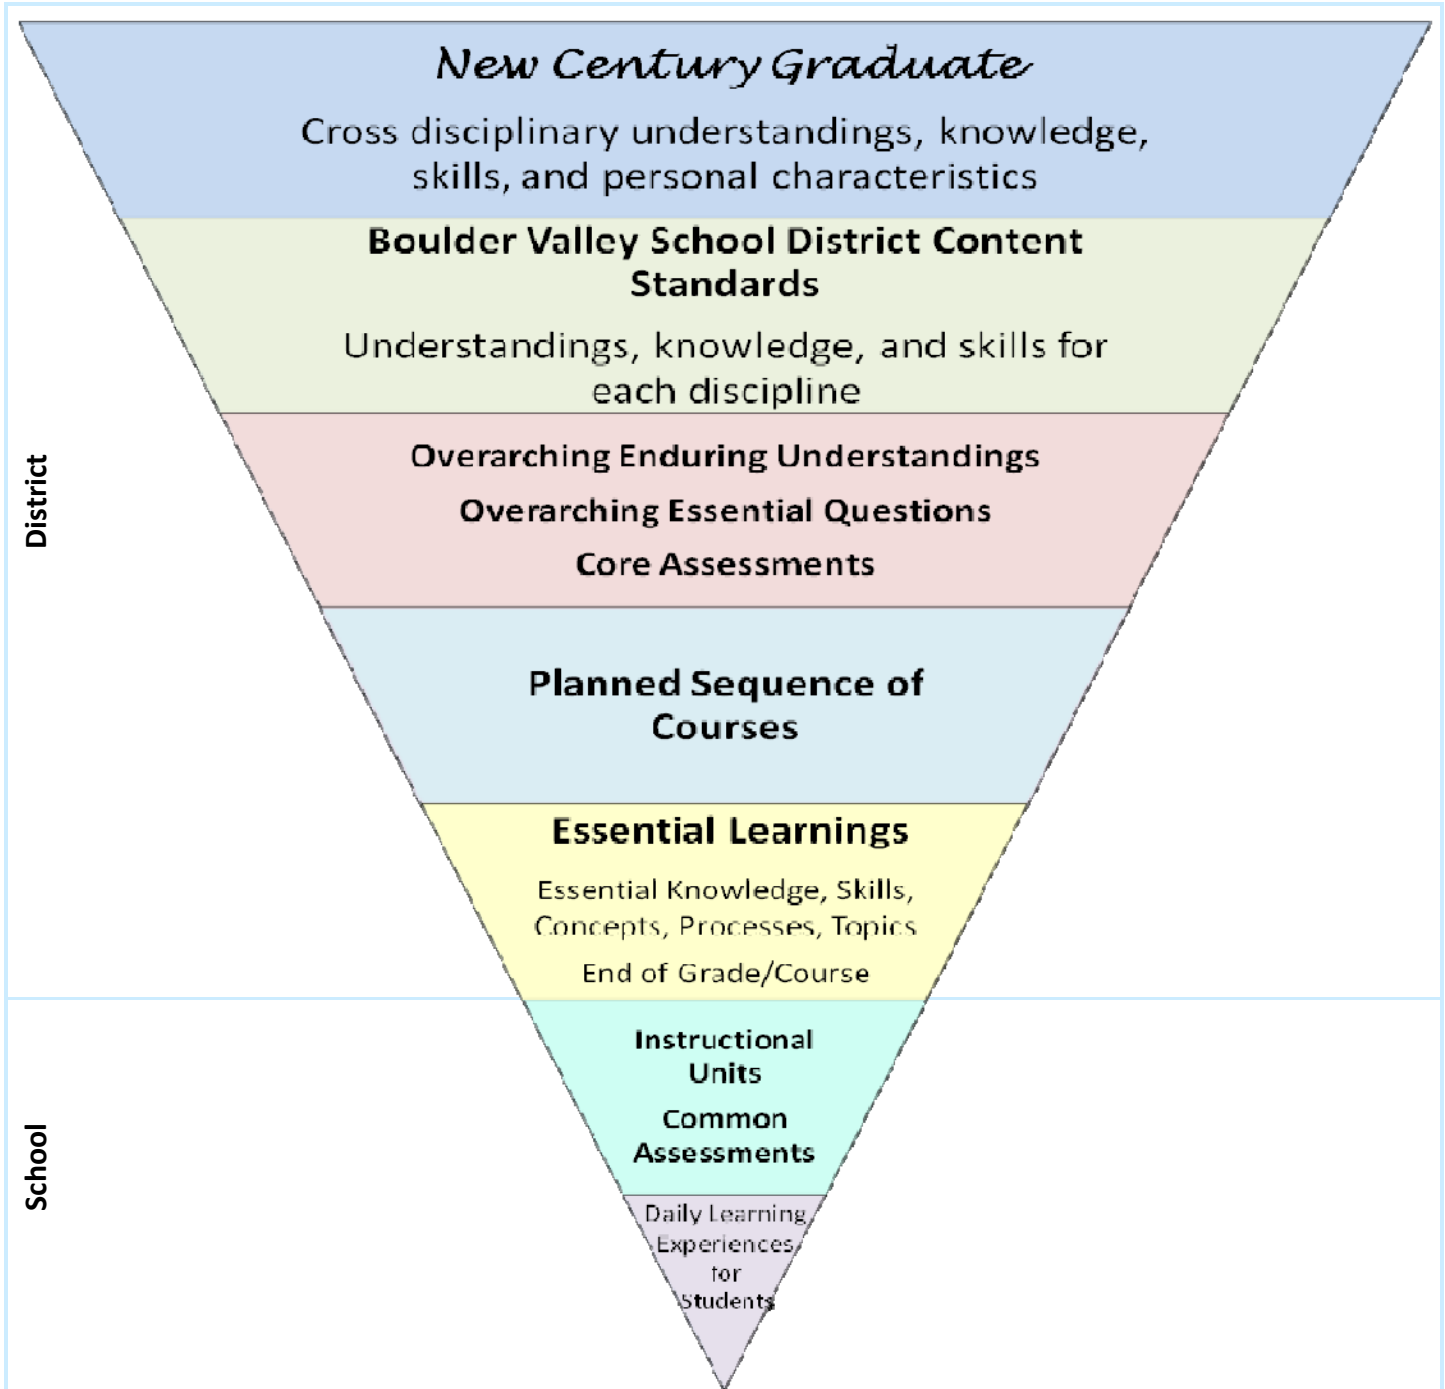 New Century Graduate
Cross disciplinary understandings, knowledge,
skills, and personal characteristics
Boulder Valley School District Content
Standards
Understandings, knowledge, and skills for
each discipline
District
Overarching Enduring Understandings
Overarching Essential Questions
Core Assessments
Planned Sequence of
Courses
Essential Learnings
Essential Knowledge, Skills,
Concepts, Processes, Topics
End of Grade/Course
School
Instructional
Units
Common
Assessments
Daily Learning
Experiences
for
Students